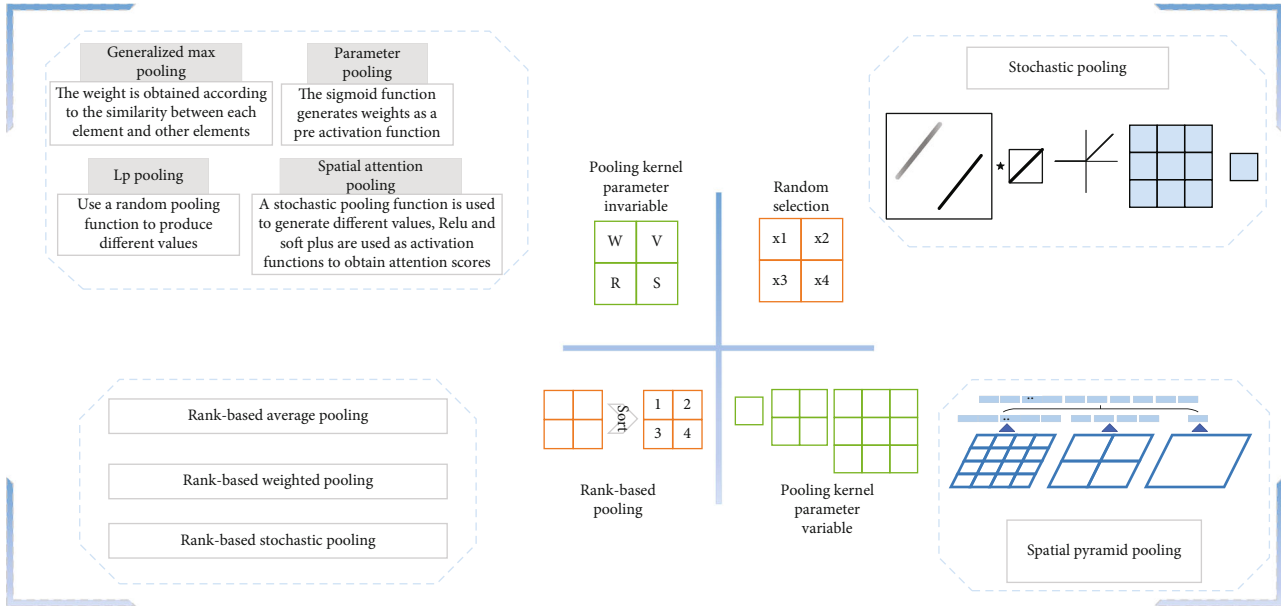 Generalized max
pooling
The weight is obtained according
to the similarity between each
element and other elements
Parameter
pooling
The sigmoid function
generates weights as a
pre activation function
Lp pooling
Use a random pooling
function to produce
different values
Spatial attention
pooling
A stochastic pooling function is used
to generate different values, Relu and
soft plus are used as activation
functions to obtain attention scores
Pooling kernel
parameter
invariable
W V
R S
Random
selection
x1 x2
x3 x4
Stochastic pooling
Rank-based average pooling
Rank-based weighted pooling
Rank-based stochastic pooling
Sort
1 2
3 4
Rank-based
pooling
Pooling kernel
parameter
variable
Spatial pyramid pooling